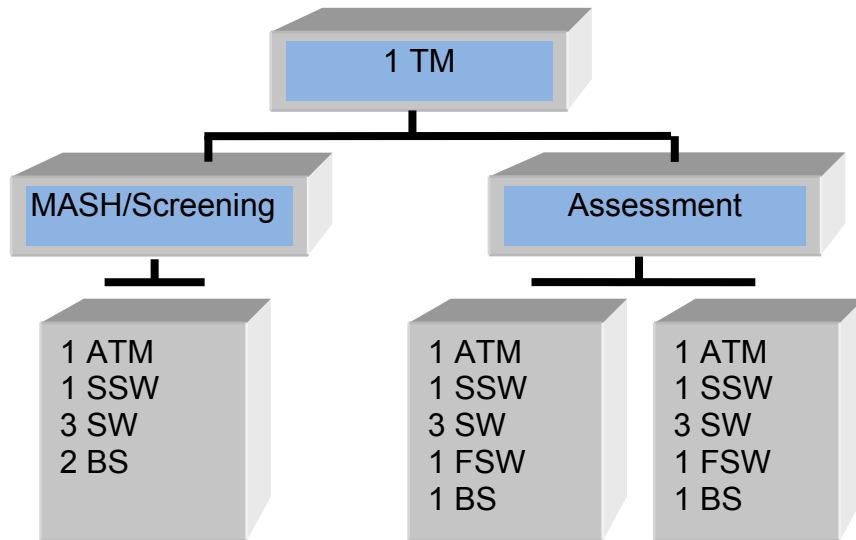 1 TM
MASH/Screening
Assessment
1 ATM
1 SSW
3 SW
2 BS
1 ATM
1 SSW
3 SW
1 FSW
1 BS
1 ATM
1 SSW
3 SW
1 FSW
1 BS